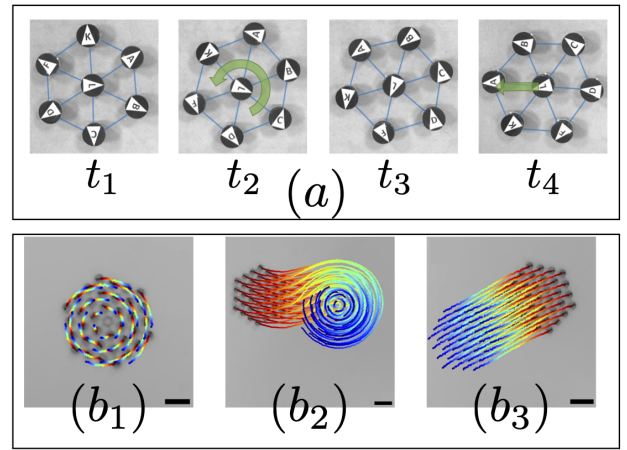 K
F A
L
D B
C
A
K B
L
F C
D
B
A C
L
K D
F
B C
A L D
K F
t₁ t₂ t₃ t₄
(a)
(b₁) (b₂) (b₃)